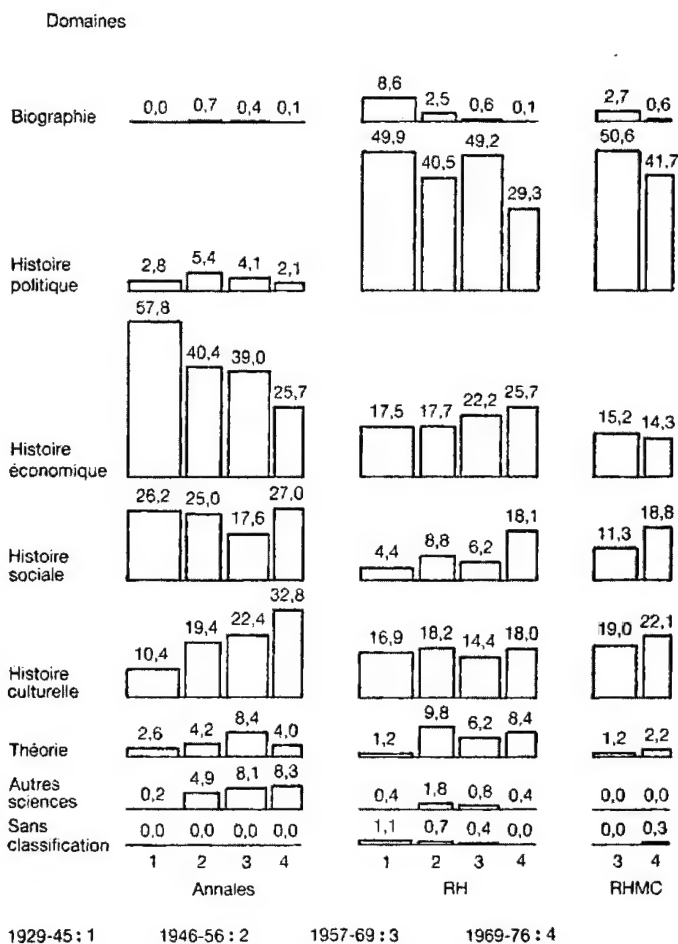 Domaines
8,6
Biographie 0,0 0,7 0,4 0,1 2,5 0,6 0,1 2,7 0,6
49,9 40,5 49,2 29,3 50,6 41,7
Histoire
politique 2,8 5,4 4,1 2,1
57,8 40,4 39,0 25,7 17,5 17,7 22,2 25,7 15,2 14,3
Histoire
économique
26,2 25,0 17,6 27,0 4,4 8,8 6,2 18,1 11,3 18,8
Histoire
sociale
10,4 19,4 22,4 32,8 16,9 18,2 14,4 18,0 19,0 22,1
Histoire
culturelle
Théorie 2,6 4,2 8,4 4,0 1,2 9,8 6,2 8,4 1,2 2,2
Autres
sciences 0,2 4,9 8,1 8,3 0,4 1,8 0,8 0,4 0,0 0,0
Sans
classification 0,0 0,0 0,0 0,0 1,1 0,7 0,4 0,0 0,0 0,3
1 2 3 4 1 2 3 4 3 4
Annales RH RHMC
1929-45 : 1 1946-56 : 2 1957-69 : 3 1969-76 : 4